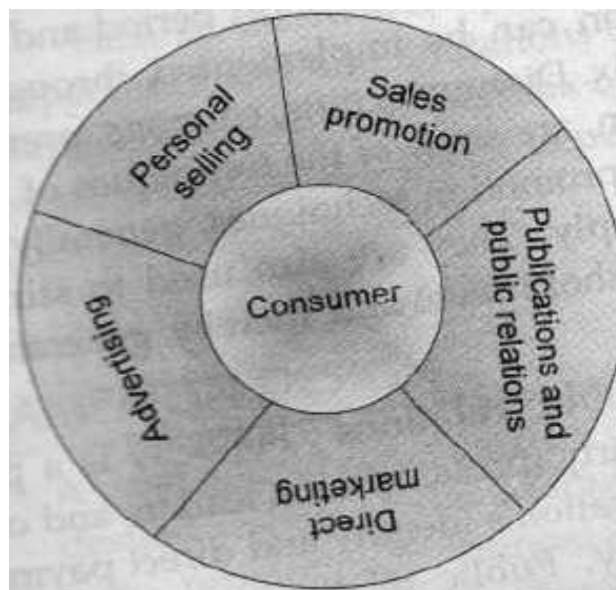 Sales
promotion
Publications and
public relations
Direct
marketing
Advertising
Personal
selling
Consumer